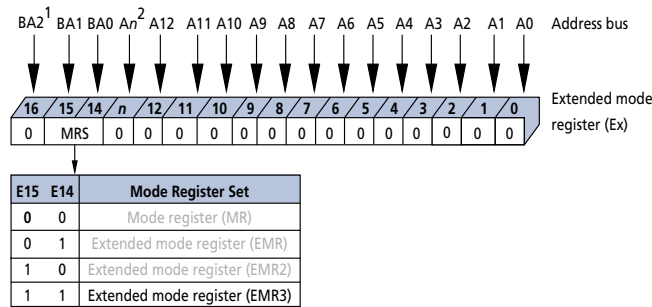 BA2¹ BA1 BA0 An² A12 A11 A10 A9 A8 A7 A6 A5 A4 A3 A2 A1 A0 Address bus
16 15 14 n 12 11 10 9 8 7 6 5 4 3 2 1 0 Extended mode
register (Ex)
0 MRS 0 0 0 0 0 0 0 0 0 0 0 0 0 0
E15 E14 Mode Register Set
0 0 Mode register (MR)
0 1 Extended mode register (EMR)
1 0 Extended mode register (EMR2)
1 1 Extended mode register (EMR3)